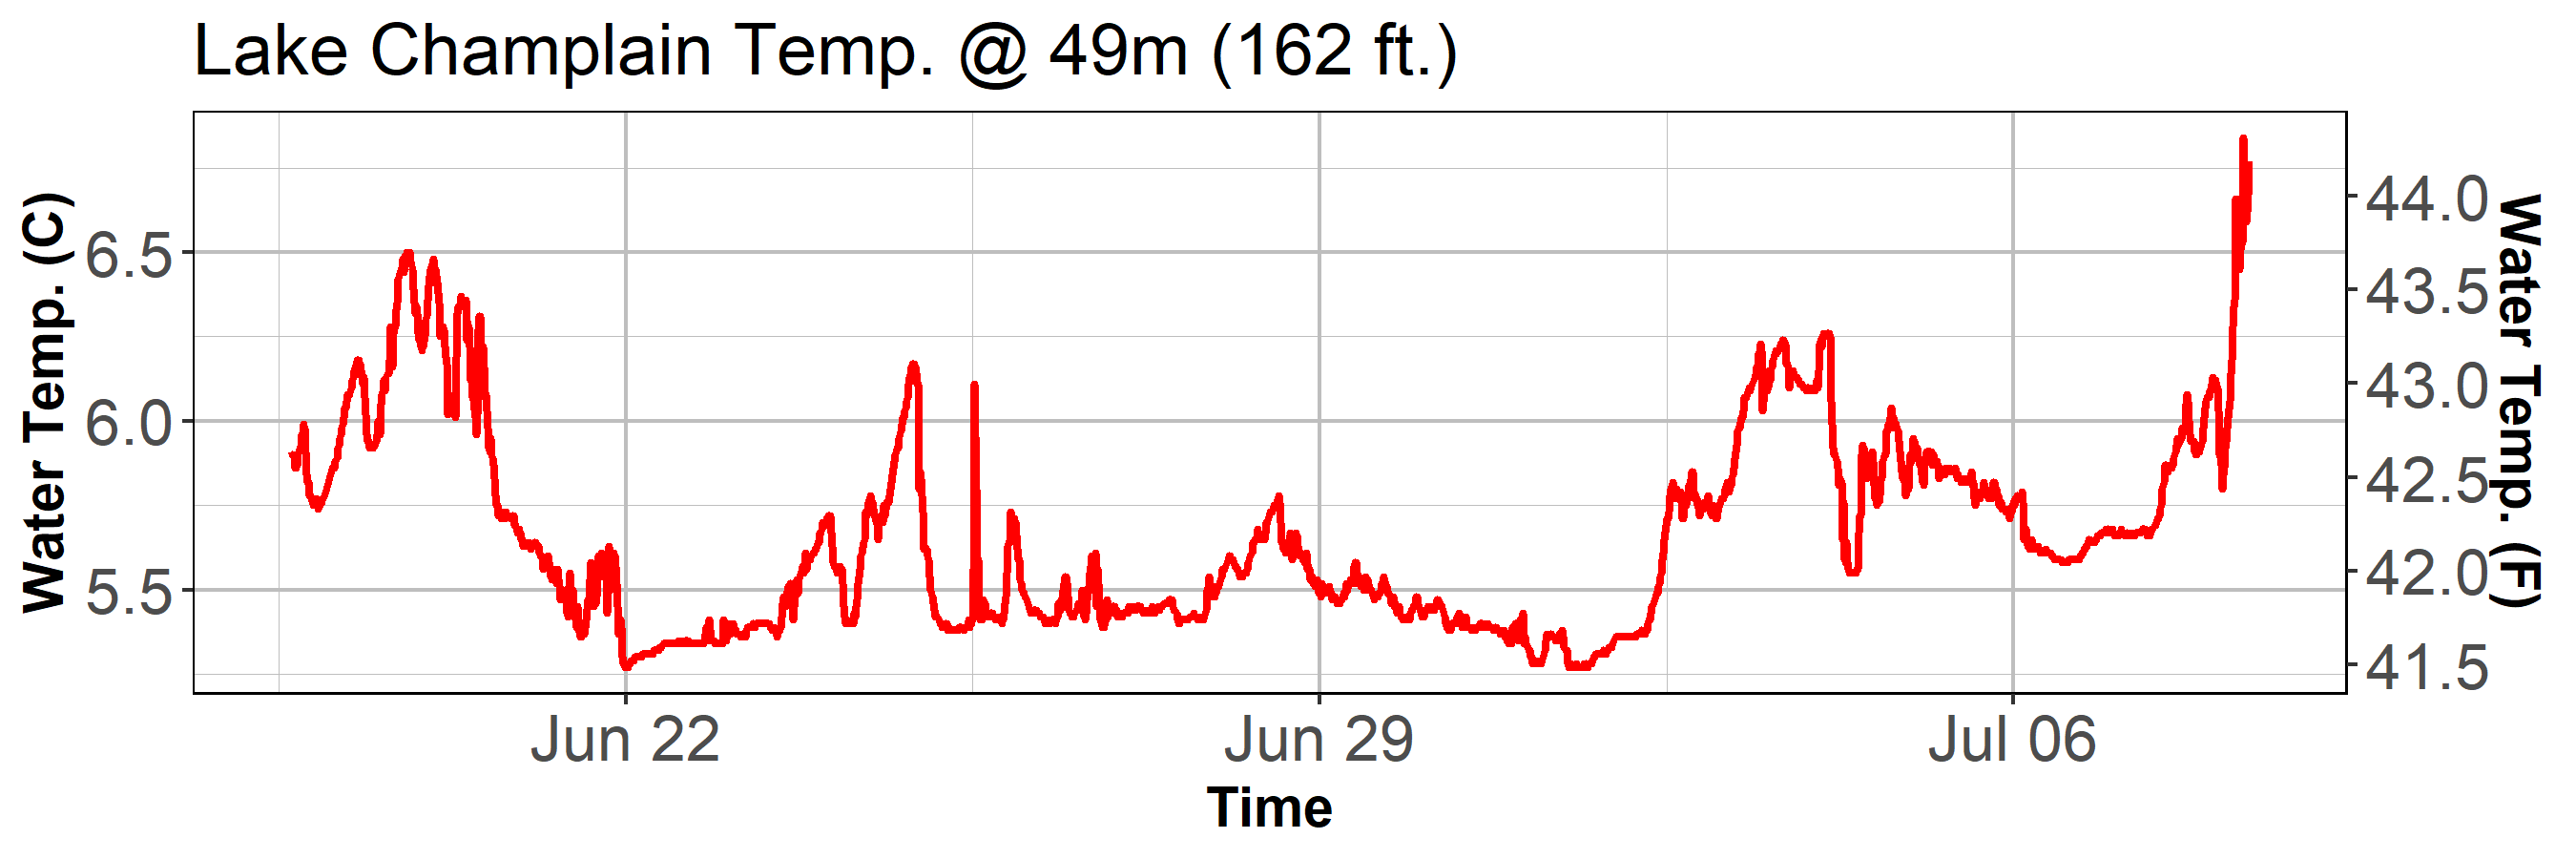 Lake Champlain Temp. @ 49m (162 ft.)
Water Temp. (C)
6.5
6.0
5.5
44.0
43.5
43.0
42.5
42.0
41.5
Water Temp. (F)
Jun 22
Jun 29
Jul 06
Time